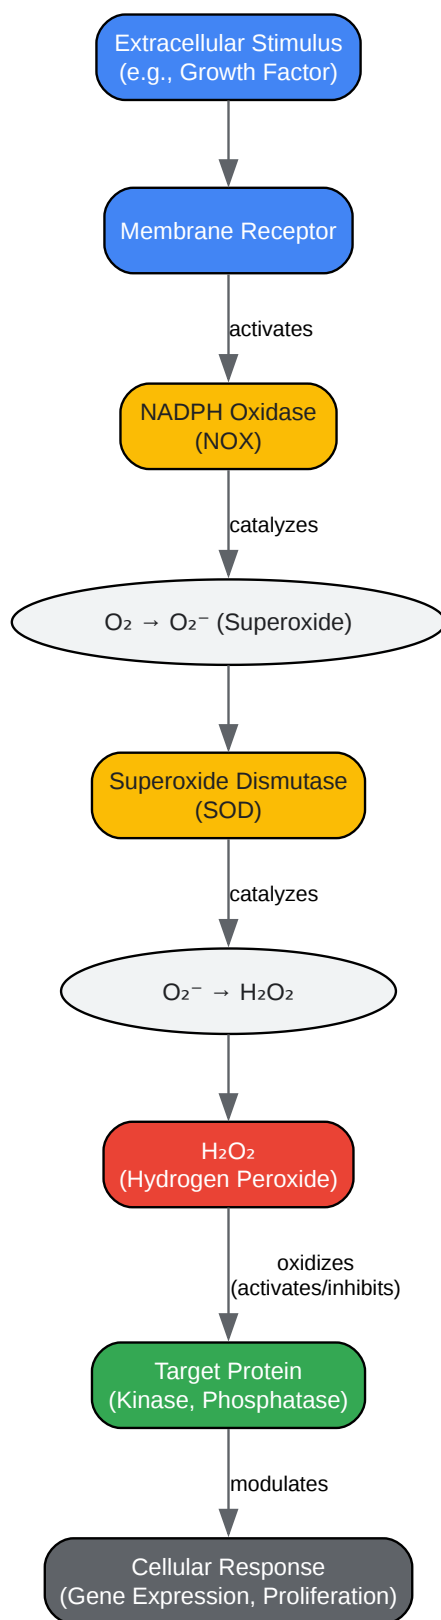 Extracellular Stimulus
(e.g., Growth Factor)
Membrane Receptor
activates
NADPH Oxidase
(NOX)
catalyzes
O₂ → O₂⁻ (Superoxide)
Superoxide Dismutase
(SOD)
catalyzes
O₂⁻ → H₂O₂
H₂O₂
(Hydrogen Peroxide)
oxidizes
(activates/inhibits)
Target Protein
(Kinase, Phosphatase)
modulates
Cellular Response
(Gene Expression, Proliferation)